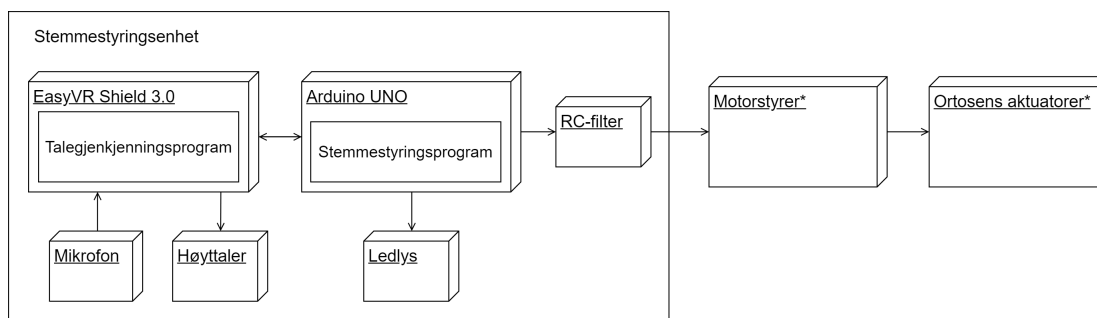 Stemmestyringsenhet
EasyVR Shield 3.0
Talegjenkjenningsprogram
Arduino UNO
Stemmestyringsprogram
RC-filter
Motorstyrer*
Ortosens aktuatorer*
Mikrofon
Høyttaler
Ledlys